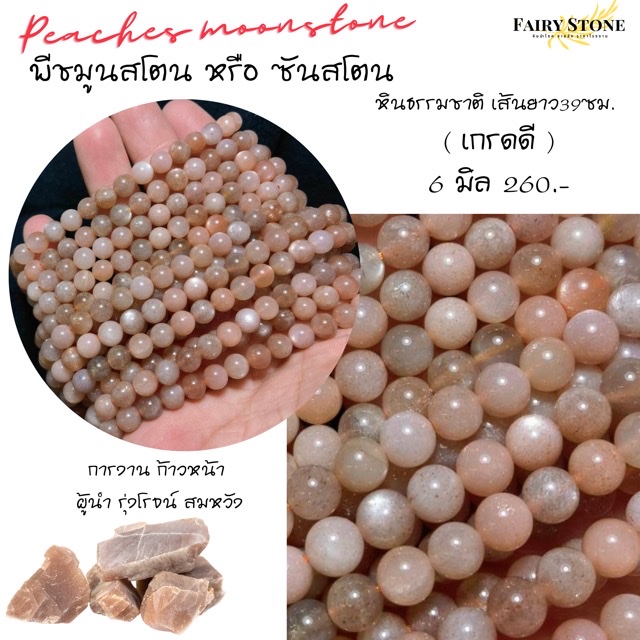 Peaches moonstone
FAIRY STONE
พีชมูนสโตน หรือ ซันสโตน
หินธรรมชาติ เส้นยาว39ซม.
( เกรดดี )
6 มิล 260.-
การงาน ก้าวหน้า
ผู้นำ รุ่งโรจน์ สมหวัง